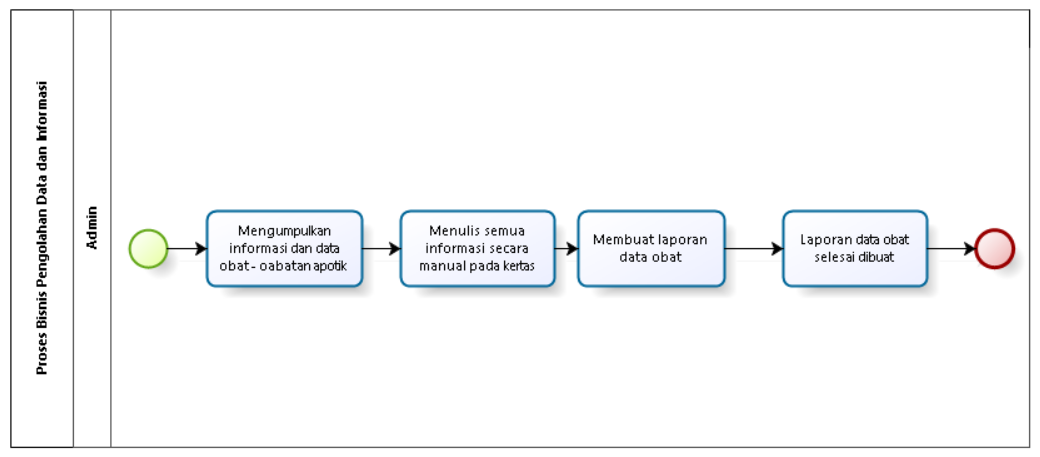 Proses Bisnis Pengolahan Data dan Informasi
Admin
Mengumpulkan
informasi dan data
obat - oabatan apotik
Menulis semua
informasi secara
manual pada kertas
Membuat laporan
data obat
Laporan data obat
selesai dibuat